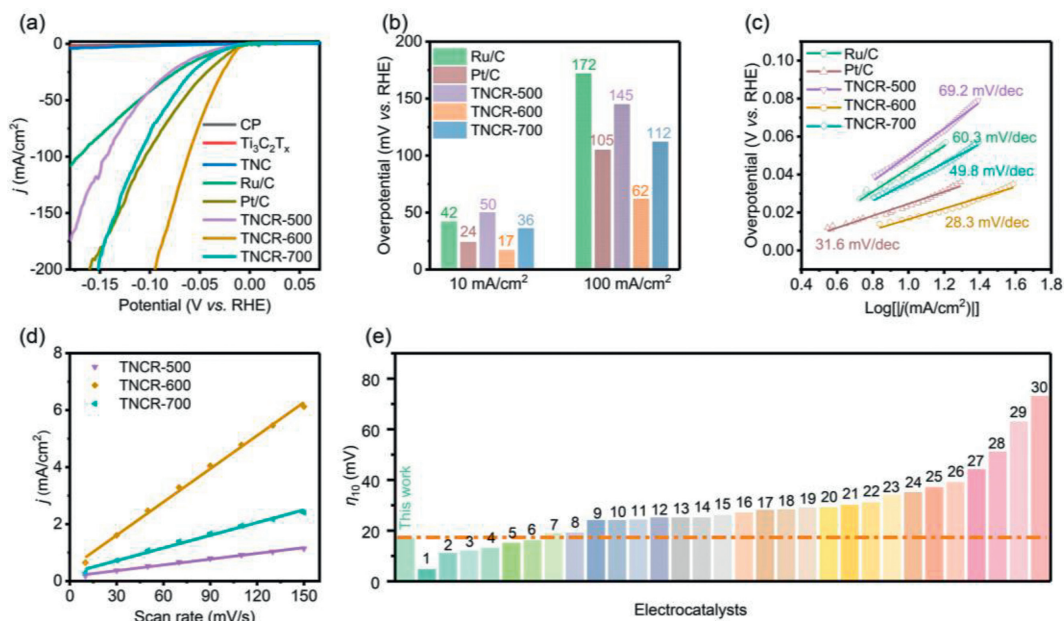 (a)
0
-50
-100
-150
-200
j (mA/cm²)
-0.15
-0.10
-0.05
0.00
0.05
Potential (V vs. RHE)
CP
Ti₃C₂Tₓ
TNC
Ru/C
Pt/C
TNCR-500
TNCR-600
TNCR-700
(b)
200
150
100
50
0
Overpotential (mV vs. RHE)
Ru/C
Pt/C
TNCR-500
TNCR-600
TNCR-700
42
24
50
17
36
172
105
145
62
112
10 mA/cm²
100 mA/cm²
(c)
0.12
0.10
0.08
0.06
0.04
0.02
0.00
Overpotential (V vs. RHE)
Ru/C
Pt/C
TNCR-500
TNCR-600
TNCR-700
69.2 mV/dec
60.3 mV/dec
49.8 mV/dec
31.6 mV/dec
28.3 mV/dec
0.4
0.6
0.8
1.0
1.2
1.4
1.6
1.8
Log[|j(mA/cm²)|]
(d)
8
6
4
2
0
j (mA/cm²)
TNCR-500
TNCR-600
TNCR-700
0
30
60
90
120
150
Scan rate (mV/s)
(e)
80
60
40
20
0
η₁₀ (mV)
This work
1
2
3
4
5
6
7
8
9
10
11
12
13
14
15
16
17
18
19
20
21
22
23
24
25
26
27
28
29
30
Electrocatalysts